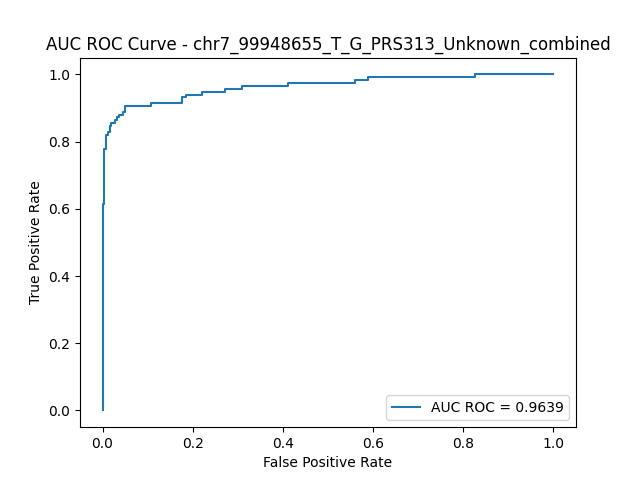 AUC ROC Curve - chr7_99948655_T_G_PRS313_Unknown_combined
1.0
0.8
0.6
0.4
0.2
0.0
True Positive Rate
AUC ROC = 0.9639
0.0 0.2 0.4 0.6 0.8 1.0
False Positive Rate